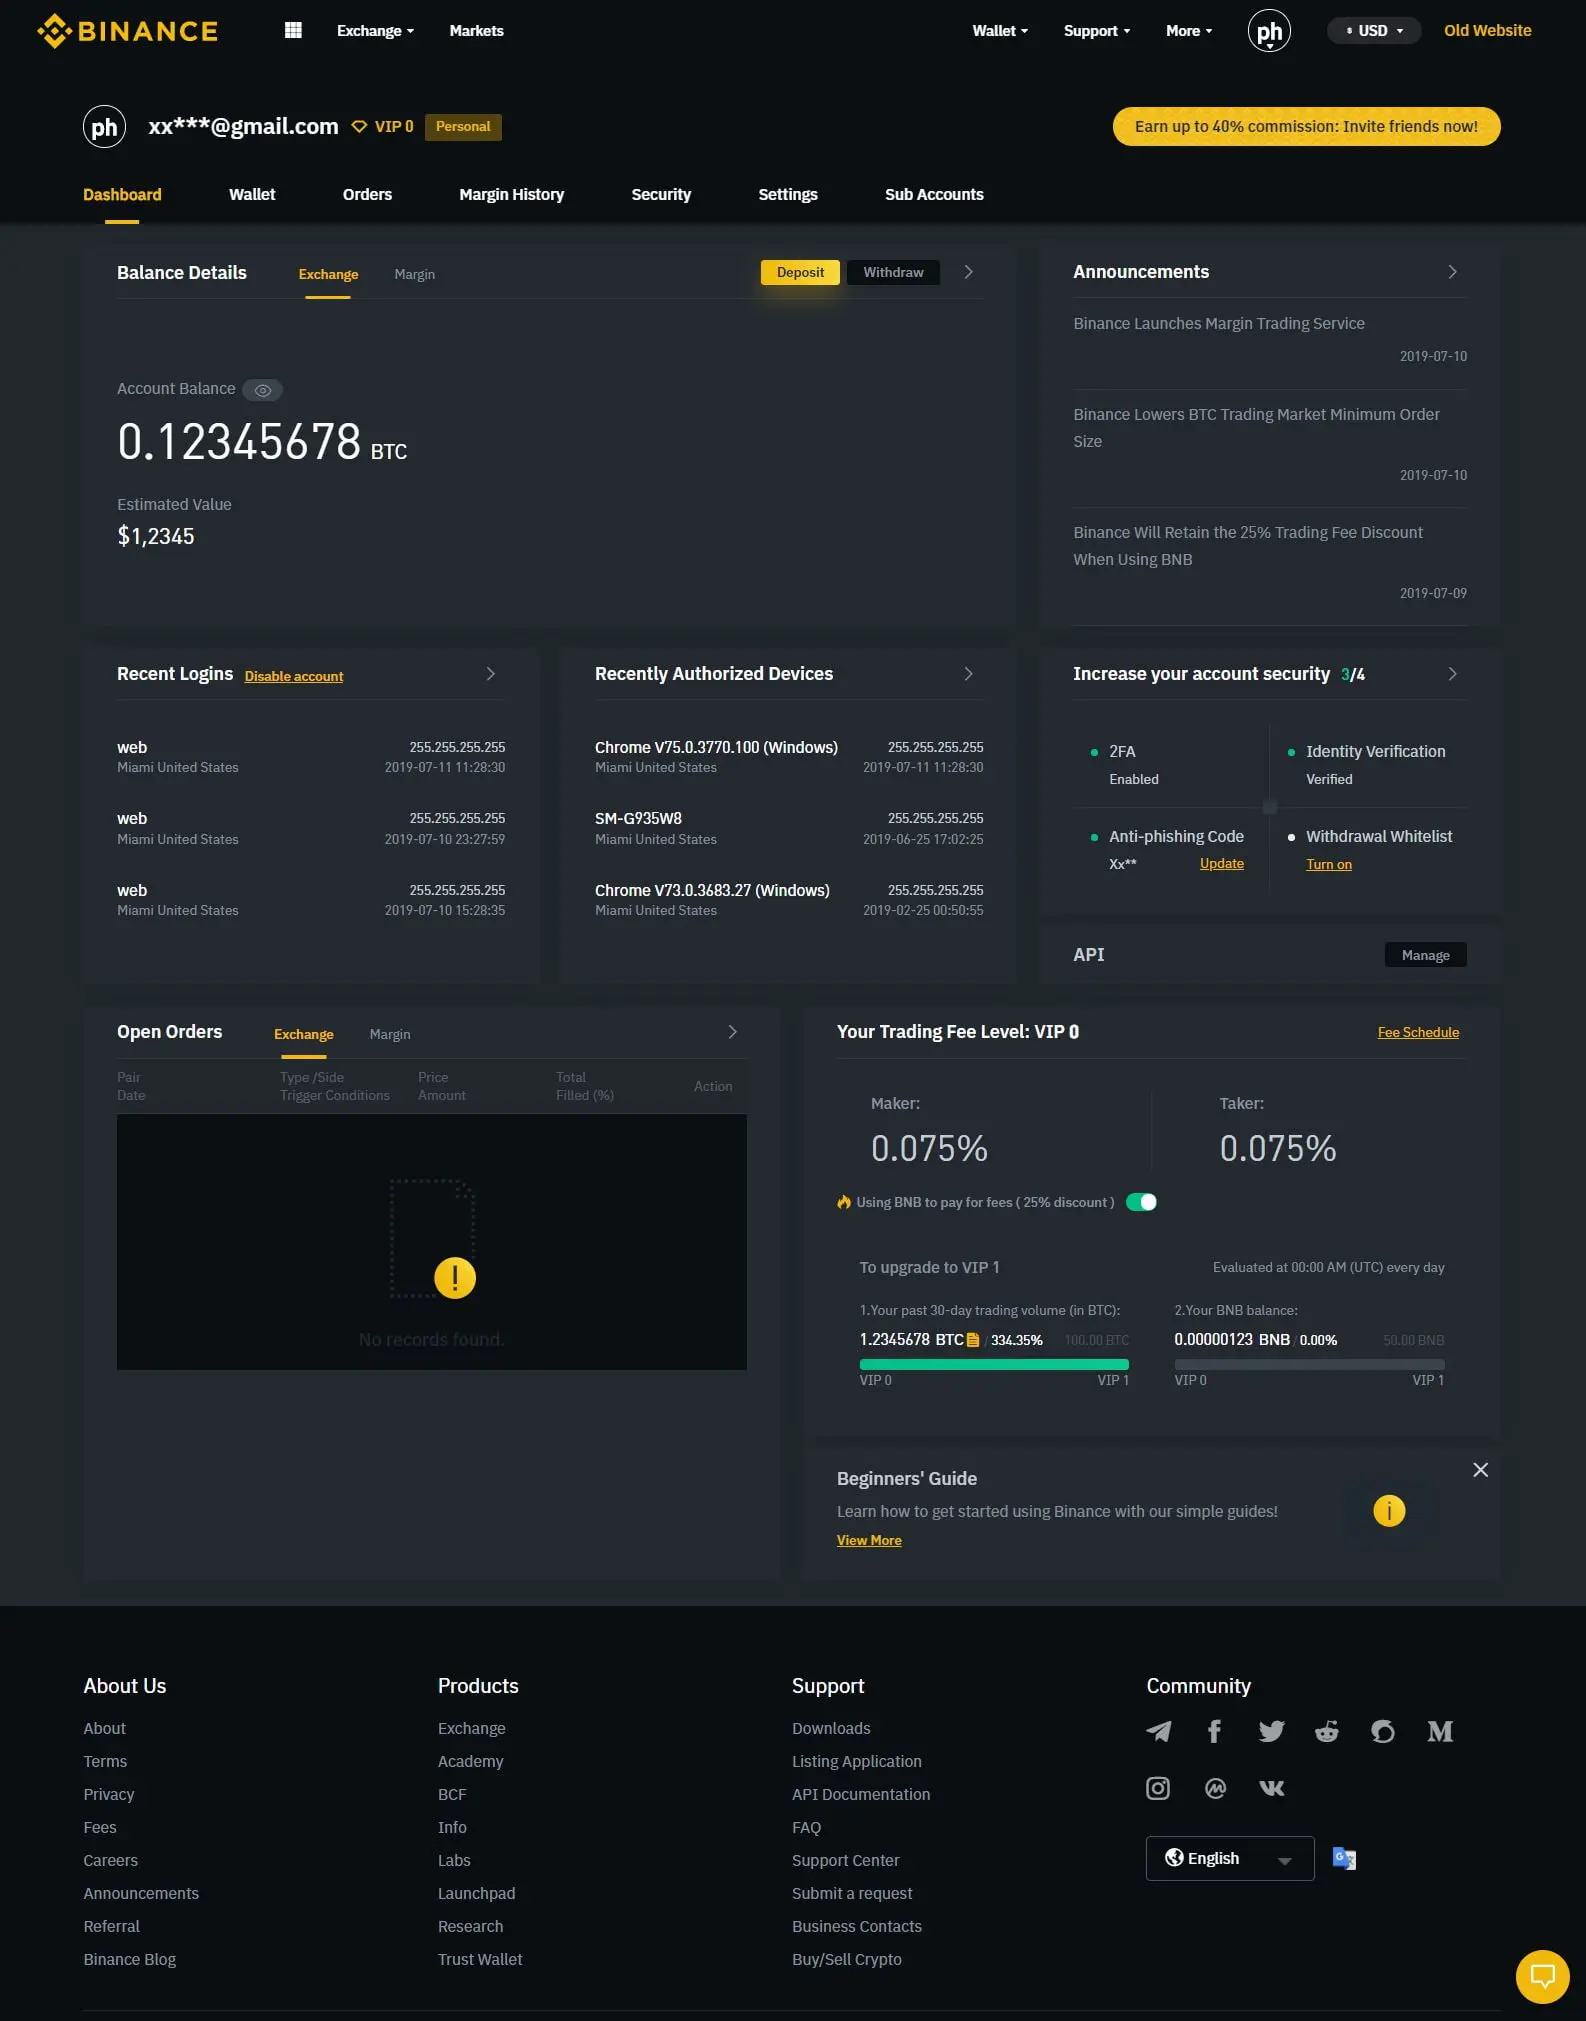 BINANCE
Exchange
Markets
Wallet
Support
More
ph
$ USD
Old Website
ph
xx***@gmail.com
VIP 0
Personal
Earn up to 40% commission: Invite friends now!
Dashboard
Wallet
Orders
Margin History
Security
Settings
Sub Accounts
Balance Details
Exchange
Margin
Deposit
Withdraw
Account Balance
0.12345678 BTC
Estimated Value
$1,2345
Announcements
Binance Launches Margin Trading Service
2019-07-10
Binance Lowers BTC Trading Market Minimum Order
Size
2019-07-10
Binance Will Retain the 25% Trading Fee Discount
When Using BNB
2019-07-09
Recent Logins
Disable account
web
255.255.255.255
Miami United States
2019-07-11 11:28:30
web
255.255.255.255
Miami United States
2019-07-10 23:27:59
web
255.255.255.255
Miami United States
2019-07-10 15:28:35
Recently Authorized Devices
Chrome V75.0.3770.100 (Windows)
255.255.255.255
Miami United States
2019-07-11 11:28:30
SM-G935W8
255.255.255.255
Miami United States
2019-06-25 17:02:25
Chrome V73.0.3683.27 (Windows)
255.255.255.255
Miami United States
2019-02-25 00:50:55
Increase your account security 3/4
2FA
Enabled
Identity Verification
Verified
Anti-phishing Code
Xx**
Update
Withdrawal Whitelist
Turn on
API
Manage
Open Orders
Exchange
Margin
Pair
Date
Type /Side
Trigger Conditions
Price
Amount
Total
Filled (%)
Action
No records found.
Your Trading Fee Level: VIP 0
Fee Schedule
Maker:
0.075%
Taker:
0.075%
Using BNB to pay for fees ( 25% discount )
To upgrade to VIP 1
Evaluated at 00:00 AM (UTC) every day
1.Your past 30-day trading volume (in BTC):
1.2345678 BTC / 334.35%
100.00 BTC
VIP 0
VIP 1
2.Your BNB balance:
0.00000123 BNB / 0.00%
50.00 BNB
VIP 0
VIP 1
Beginners' Guide
Learn how to get started using Binance with our simple guides!
View More
About Us
About
Terms
Privacy
Fees
Careers
Announcements
Referral
Binance Blog
Products
Exchange
Academy
BCF
Info
Labs
Launchpad
Research
Trust Wallet
Support
Downloads
Listing Application
API Documentation
FAQ
Support Center
Submit a request
Business Contacts
Buy/Sell Crypto
Community
English